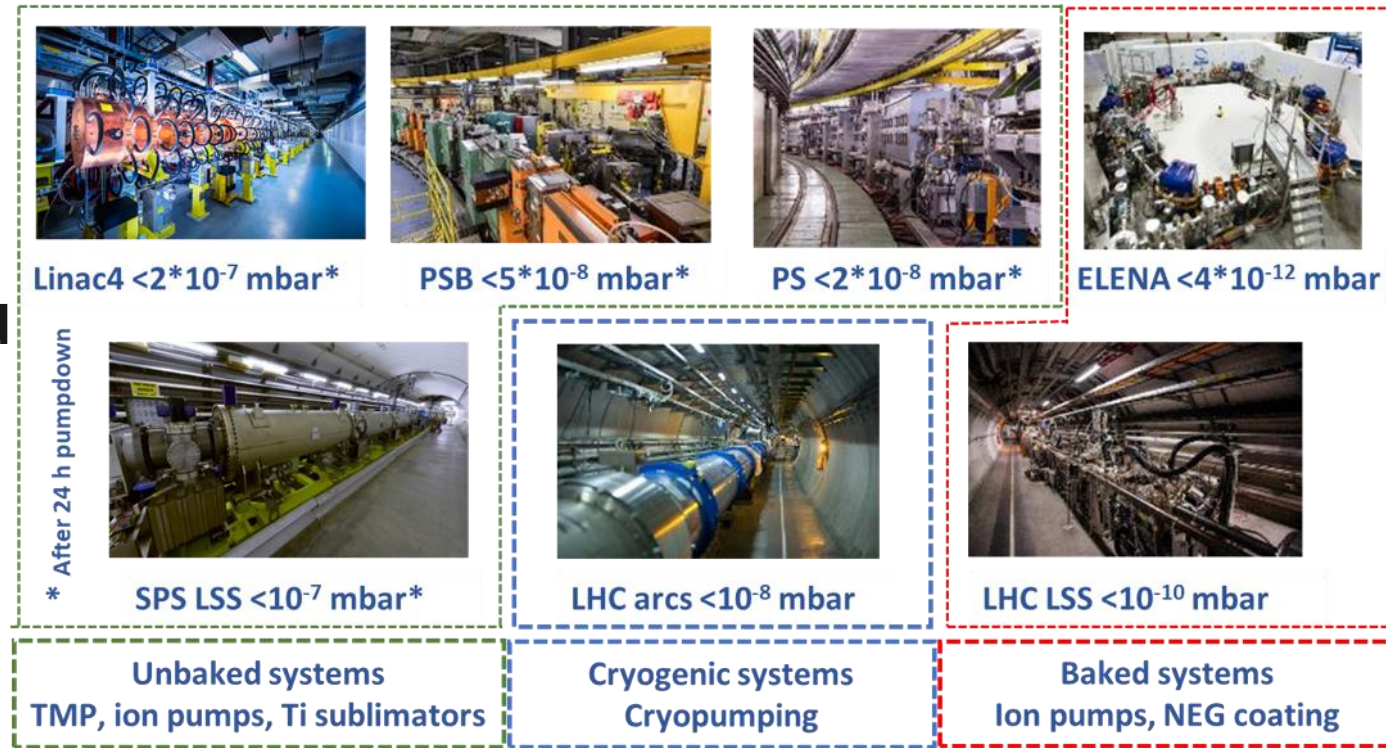 Linac4 <2*10⁻⁷ mbar*
PSB <5*10⁻⁸ mbar*
PS <2*10⁻⁸ mbar*
ELENA <4*10⁻¹² mbar
* After 24 h pumpdown
SPS LSS <10⁻⁷ mbar*
LHC arcs <10⁻⁸ mbar
LHC LSS <10⁻¹⁰ mbar
Unbaked systems
TMP, ion pumps, Ti sublimators
Cryogenic systems
Cryopumping
Baked systems
Ion pumps, NEG coating